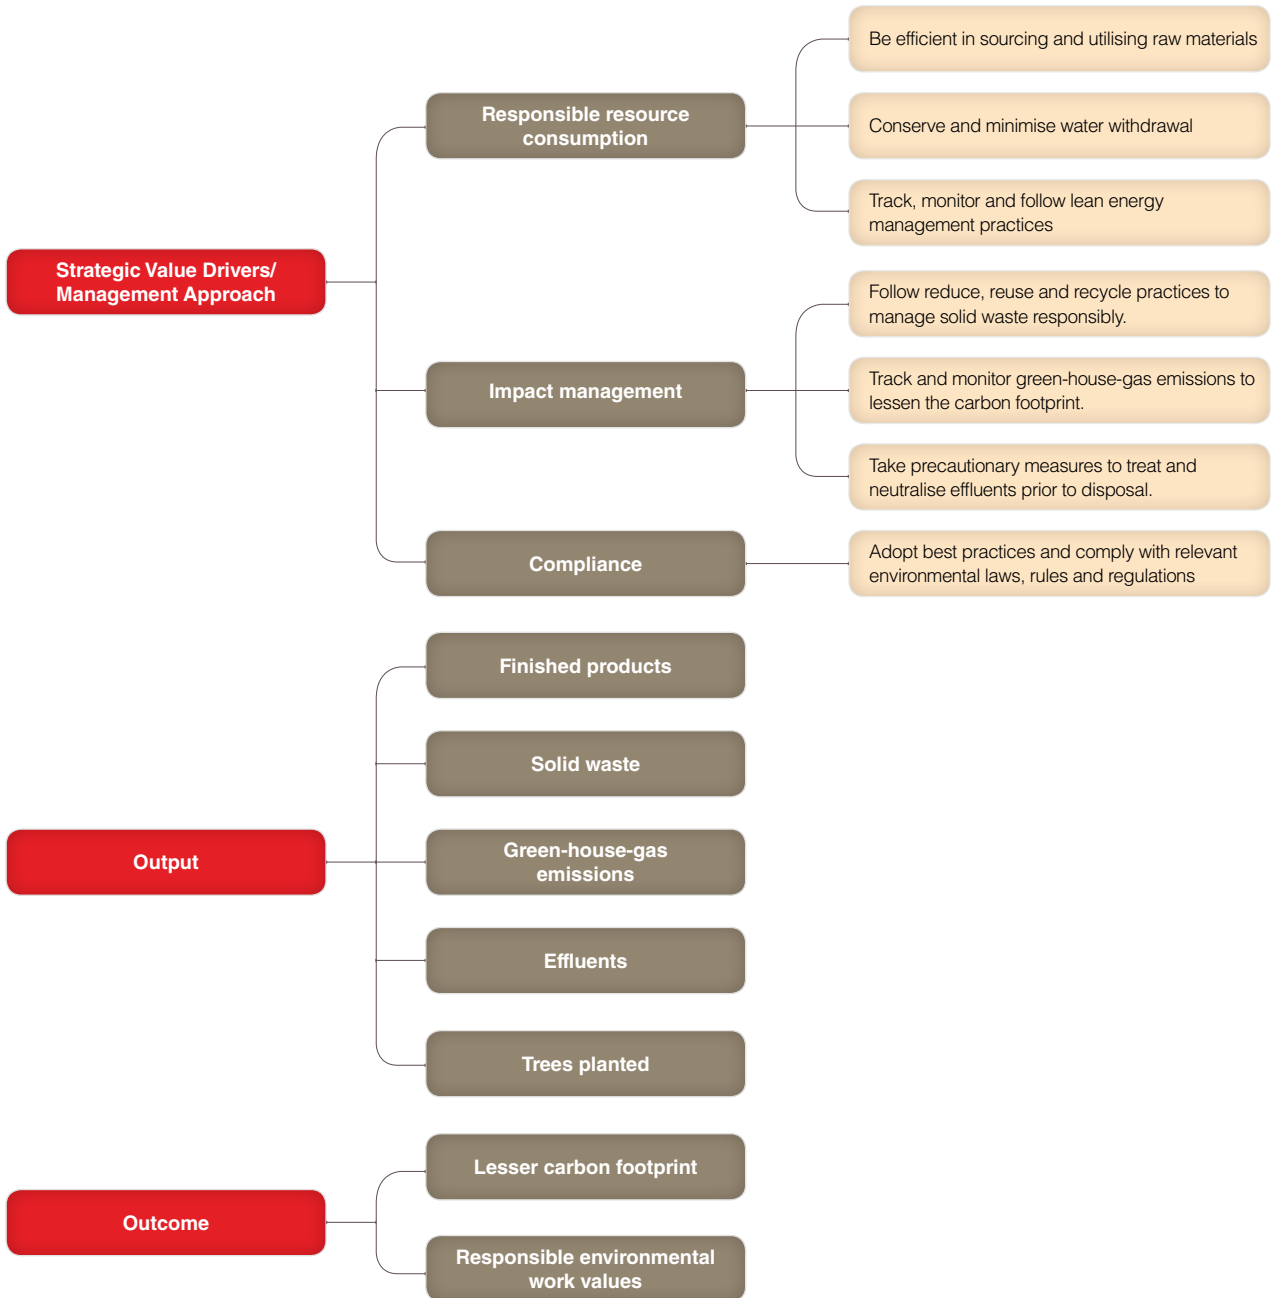 Strategic Value Drivers/
Management Approach
Responsible resource
consumption
Be efficient in sourcing and utilising raw materials
Conserve and minimise water withdrawal
Track, monitor and follow lean energy
management practices
Impact management
Follow reduce, reuse and recycle practices to
manage solid waste responsibly.
Track and monitor green-house-gas emissions to
lessen the carbon footprint.
Take precautionary measures to treat and
neutralise effluents prior to disposal.
Compliance
Adopt best practices and comply with relevant
environmental laws, rules and regulations
Output
Finished products
Solid waste
Green-house-gas
emissions
Effluents
Trees planted
Outcome
Lesser carbon footprint
Responsible environmental
work values